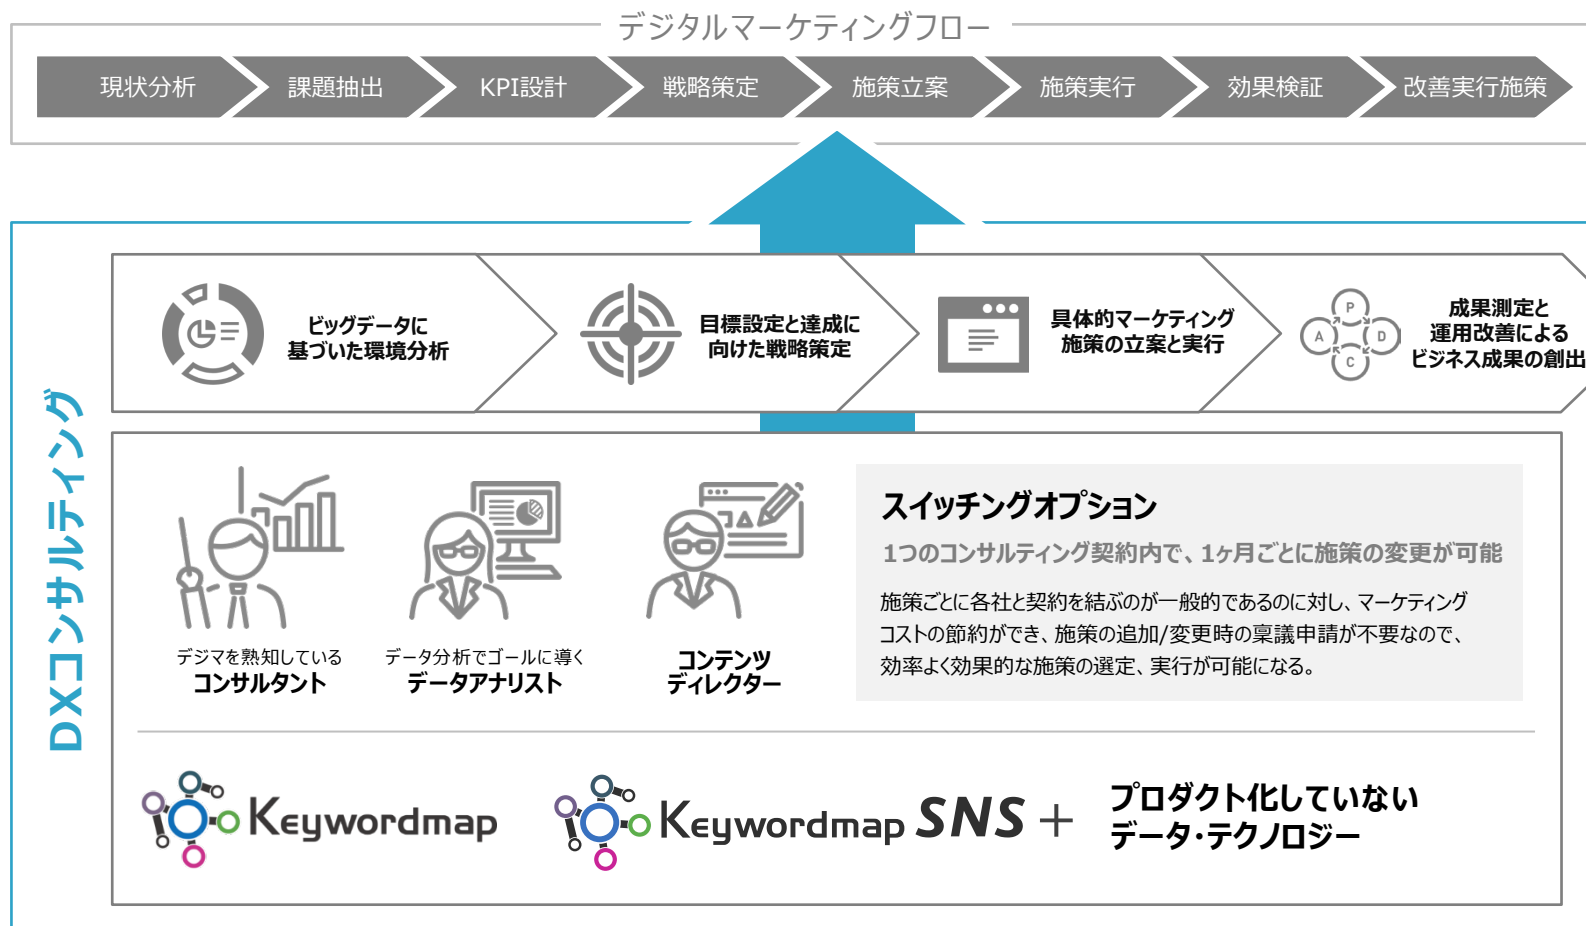 デジタルマーケティングフロー
現状分析
課題抽出
KPI設計
戦略策定
施策立案
施策実行
効果検証
改善実行施策
DXコンサルティング
ビッグデータに
基づいた環境分析
目標設定と達成に
向けた戦略策定
具体的マーケティング
施策の立案と実行
P
D
C
A
成果測定と
運用改善による
ビジネス成果の創出
デジマを熟知している
コンサルタント
データ分析でゴールに導く
データアナリスト
コンテンツ
ディレクター
スイッチングオプション
1つのコンサルティング契約内で、1ヶ月ごとに施策の変更が可能
施策ごとに各社と契約を結ぶのが一般的であるのに対し、マーケティング
コストの節約ができ、施策の追加/変更時の稟議申請が不要なので、
効率よく効果的な施策の選定、実行が可能になる。
Keywordmap
Keywordmap SNS +
プロダクト化していない
データ・テクノロジー